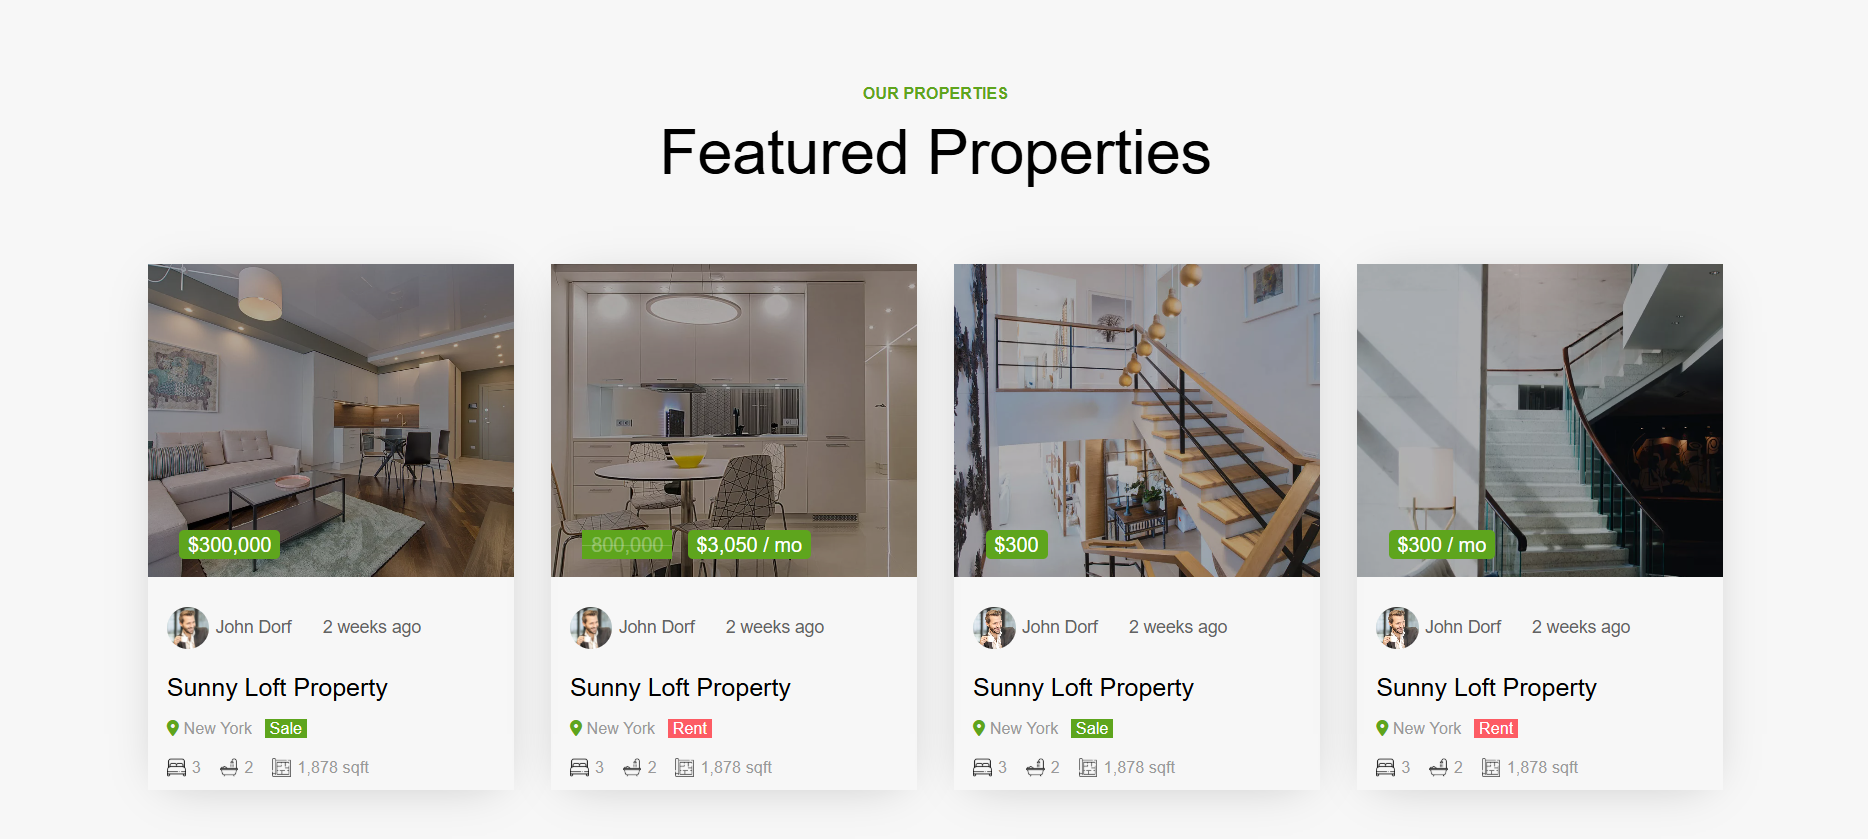 OUR PROPERTIES
Featured Properties
$300,000
800,000 $3,050 / mo
$300
$300 / mo
John Dorf 2 weeks ago
Sunny Loft Property
New York Sale
3 2 1,878 sqft
John Dorf 2 weeks ago
Sunny Loft Property
New York Rent
3 2 1,878 sqft
John Dorf 2 weeks ago
Sunny Loft Property
New York Sale
3 2 1,878 sqft
John Dorf 2 weeks ago
Sunny Loft Property
New York Rent
3 2 1,878 sqft